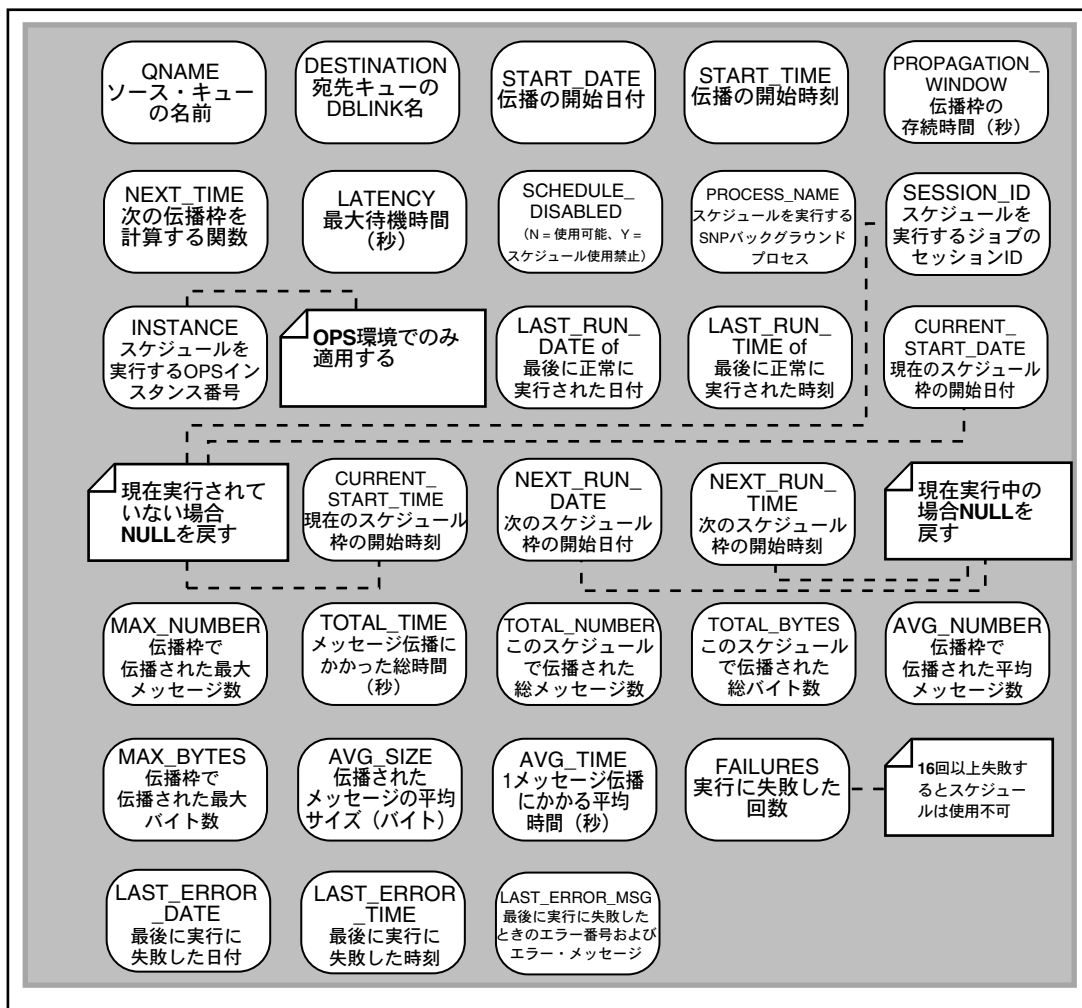 QNAME
ソース・キュー
の名前
DESTINATION
宛先キューの
DBLINK名
START_DATE
伝播の開始日付
START_TIME
伝播の開始時刻
PROPAGATION_
WINDOW
伝播枠の
存続時間（秒）
NEXT_TIME
次の伝播枠を
計算する関数
LATENCY
最大待機時間
（秒）
SCHEDULE_
DISABLED
（N = 使用可能、Y =
スケジュール使用禁止）
PROCESS_NAME
スケジュールを実行する
SNPバックグラウンド
プロセス
SESSION_ID
スケジュールを
実行するジョブの
セッションID
INSTANCE
スケジュールを
実行するOPSイン
スタンス番号
OPS環境でのみ
適用する
LAST_RUN_
DATE of
最後に正常に
実行された日付
LAST_RUN_
TIME of
最後に正常に
実行された時刻
CURRENT_
START_DATE
現在のスケジュール
枠の開始日付
現在実行されて
いない場合
NULLを戻す
CURRENT_
START_TIME
現在のスケジュール
枠の開始時刻
NEXT_RUN_
DATE
次のスケジュール
枠の開始日付
NEXT_RUN_
TIME
次のスケジュール
枠の開始時刻
現在実行中の
場合NULLを
戻す
MAX_NUMBER
伝播枠で
伝播された最大
メッセージ数
TOTAL_TIME
メッセージ伝播に
かかった総時間
（秒）
TOTAL_NUMBER
このスケジュール
で伝播された
総メッセージ数
TOTAL_BYTES
このスケジュール
で伝播された
総バイト数
AVG_NUMBER
伝播枠で
伝播された平均
メッセージ数
MAX_BYTES
伝播枠で
伝播された最大
バイト数
AVG_SIZE
伝播された
メッセージの平均
サイズ（バイト）
AVG_TIME
1メッセージ伝播
にかかる平均
時間（秒）
FAILURES
実行に失敗した
回数
16回以上失敗す
るとスケジュー
ルは使用不可
LAST_ERROR
_DATE
最後に実行に
失敗した日付
LAST_ERROR
_TIME
最後に実行に
失敗した時刻
LAST_ERROR_MSG
最後に実行に失敗した
ときのエラー番号および
エラー・メッセージ